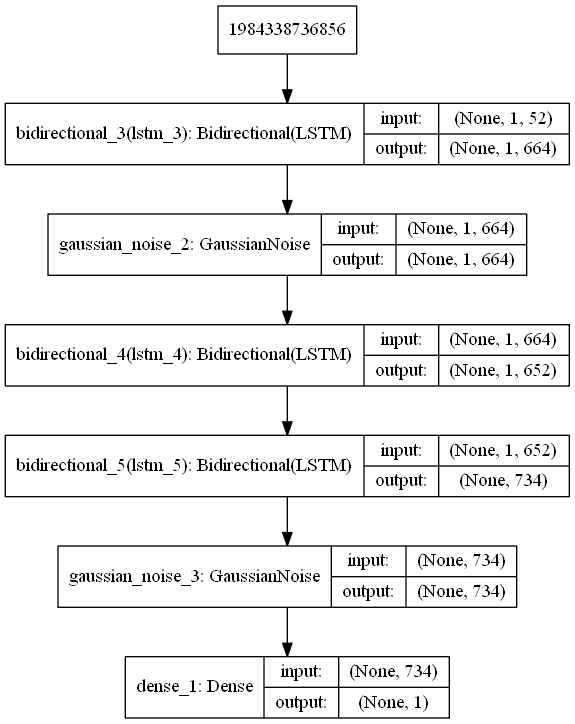 1984338736856
bidirectional_3(lstm_3): Bidirectional(LSTM)
input: (None, 1, 52)
output: (None, 1, 664)
gaussian_noise_2: GaussianNoise
input: (None, 1, 664)
output: (None, 1, 664)
bidirectional_4(lstm_4): Bidirectional(LSTM)
input: (None, 1, 664)
output: (None, 1, 652)
bidirectional_5(lstm_5): Bidirectional(LSTM)
input: (None, 1, 652)
output: (None, 734)
gaussian_noise_3: GaussianNoise
input: (None, 734)
output: (None, 734)
dense_1: Dense
input: (None, 734)
output: (None, 1)